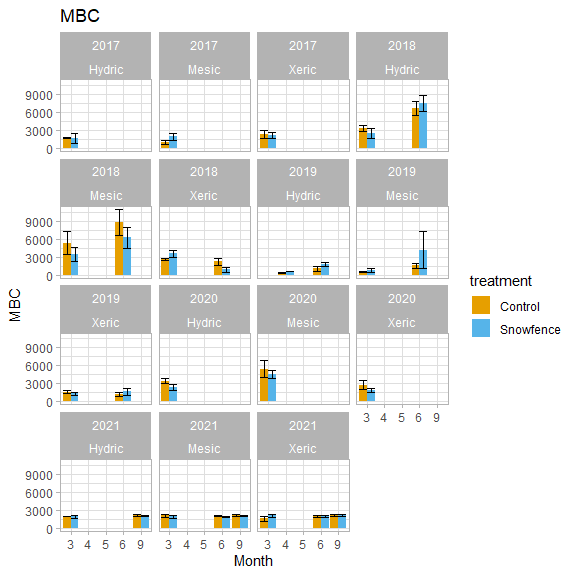 MBC
2017 2017 2017 2018
Hydric Mesic Xeric Hydric
9000
6000
3000
0
2018 2018 2019 2019
Mesic Xeric Hydric Mesic
9000
6000
3000
0
2019 2020 2020 2020
Xeric Hydric Mesic Xeric
9000
6000
3000
0
3 4 5 6 9
2021 2021 2021
Hydric Mesic Xeric
9000
6000
3000
0
3 4 5 6 9 3 4 5 6 9 3 4 5 6 9
Month
MBC
treatment
Control
Snowfence